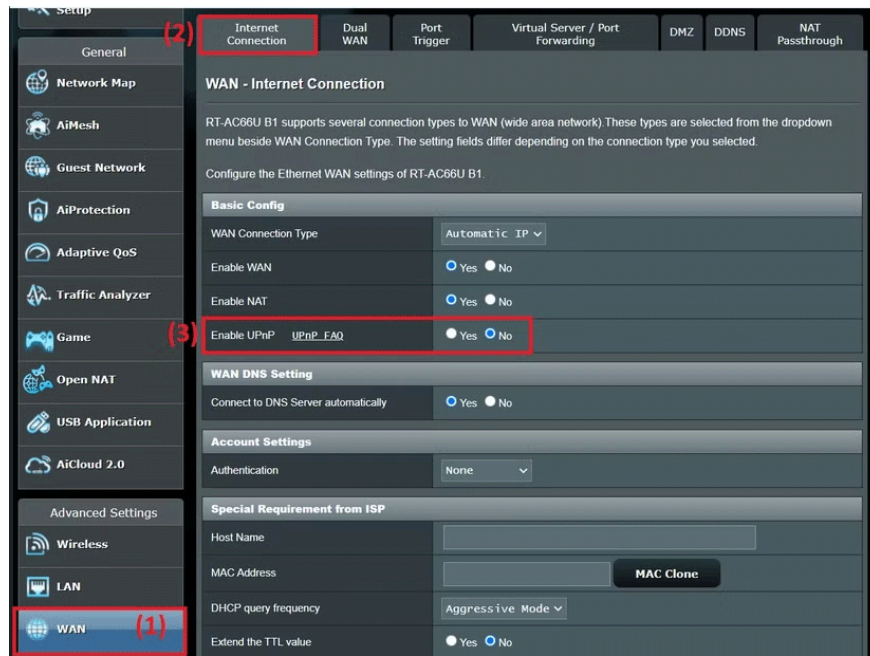 Setup
General
Network Map
AiMesh
Guest Network
AiProtection
Adaptive QoS
Traffic Analyzer
Game
Open NAT
USB Application
AiCloud 2.0
Advanced Settings
Wireless
LAN
WAN
(1)
(2)
Internet
Connection
Dual
WAN
Port
Trigger
Virtual Server / Port
Forwarding
DMZ
DDNS
NAT
Passthrough
WAN - Internet Connection
RT-AC66U B1 supports several connection types to WAN (wide area network).These types are selected from the dropdown
menu beside WAN Connection Type. The setting fields differ depending on the connection type you selected.
Configure the Ethernet WAN settings of RT-AC66U B1.
Basic Config
WAN Connection Type Automatic IP
Enable WAN Yes No
Enable NAT Yes No
(3) Enable UPnP UPnP FAQ Yes No
WAN DNS Setting
Connect to DNS Server automatically Yes No
Account Settings
Authentication None
Special Requirement from ISP
Host Name
MAC Address MAC Clone
DHCP query frequency Aggressive Mode
Extend the TTL value Yes No